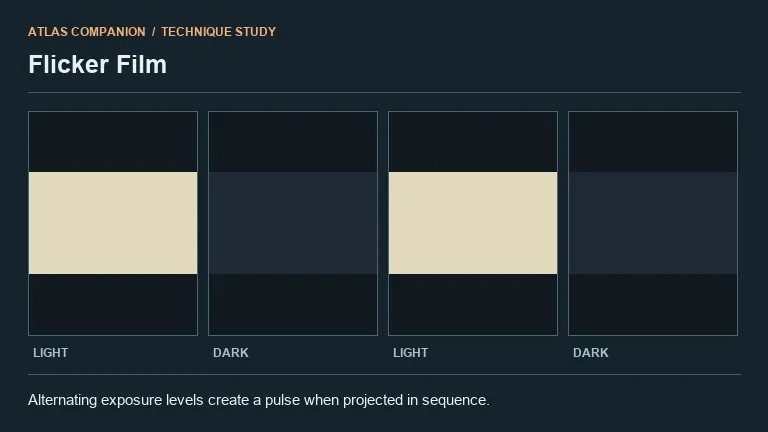 ATLAS COMPANION / TECHNIQUE STUDY
Flicker Film
LIGHT
DARK
LIGHT
DARK
Alternating exposure levels create a pulse when projected in sequence.